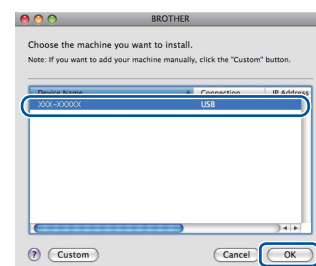 BROTHER
Choose the machine you want to install.
Note: If you want to add your machine manually, click the "Custom" button.
Device Name Connection IP Address
XXX-XXXXX USB
? Custom Cancel OK